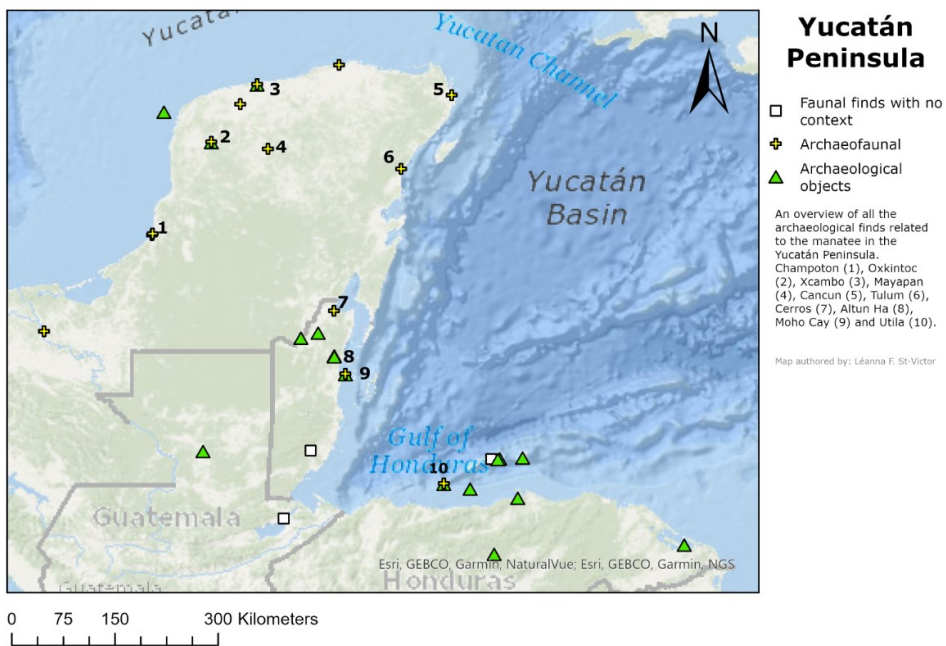 Yucatan
Yucatan Channel
N
3
5
2
4
6
1
Yucatán
Basin
7
8
9
Gulf of
Honduras
10
Guatemala
Guatemala
Honduras
Esri, GEBCO, Garmin, NaturalVue; Esri, GEBCO, Garmin, NGS
0 75 150 300 Kilometers
Yucatán
Peninsula
Faunal finds with no
context
Archaeofaunal
Archaeological
objects
An overview of all the
archaeological finds related
to the manatee in the
Yucatán Peninsula.
Champoton (1), Oxkintoc
(2), Xcambo (3), Mayapan
(4), Cancun (5), Tulum (6),
Cerros (7), Altun Ha (8),
Moho Cay (9) and Utila (10).
Map authored by: Léanna F. St-Victor